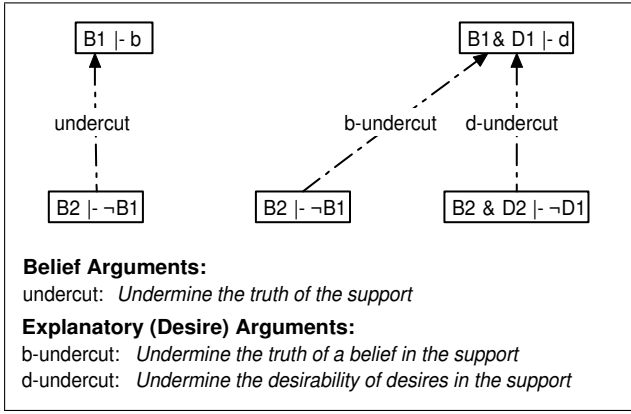 B1 |- b
B1& D1 |- d
undercut
b-undercut
d-undercut
B2 |- ¬B1
B2 |- ¬B1
B2 & D2 |- ¬D1
Belief Arguments:
undercut: Undermine the truth of the support
Explanatory (Desire) Arguments:
b-undercut: Undermine the truth of a belief in the support
d-undercut: Undermine the desirability of desires in the support